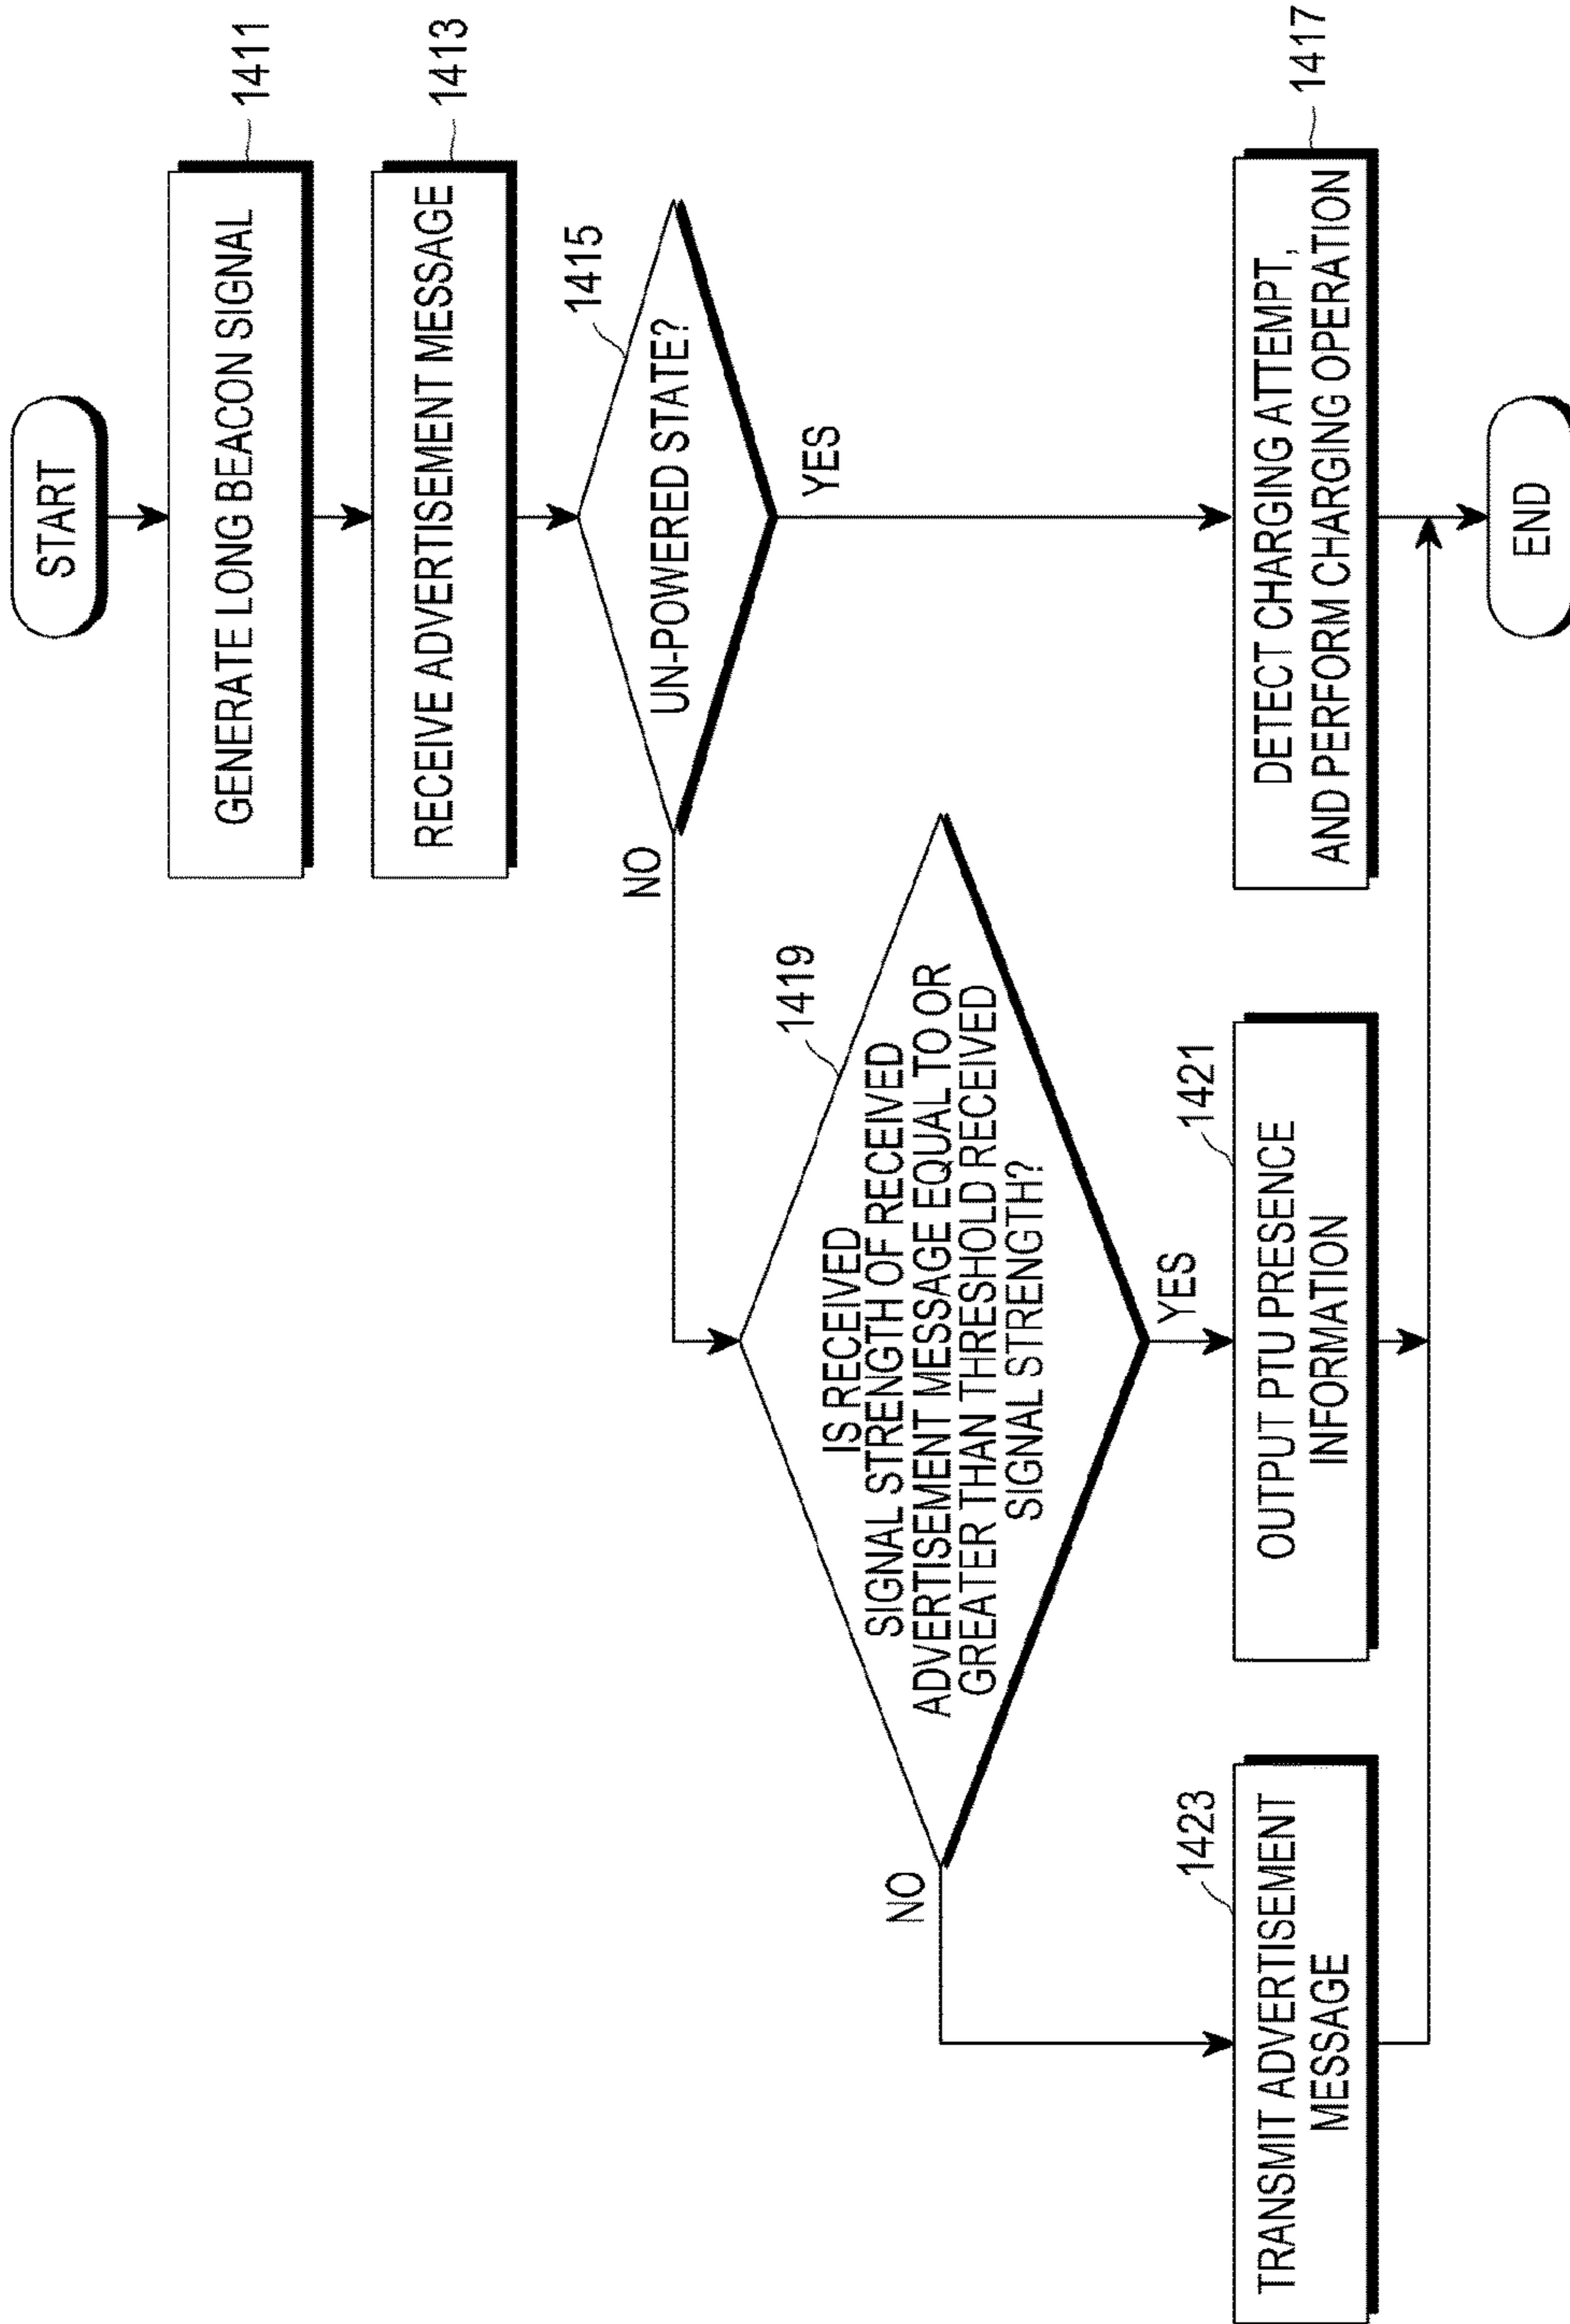 START
GENERATE LONG BEACON SIGNAL
1411
RECEIVE ADVERTISEMENT MESSAGE
1413
UN-POWERED STATE?
1415
NO
YES
IS RECEIVED
SIGNAL STRENGTH OF RECEIVED
ADVERTISEMENT MESSAGE EQUAL TO OR
GREATER THAN THRESHOLD RECEIVED
SIGNAL STRENGTH?
1419
NO
YES
TRANSMIT ADVERTISEMENT
MESSAGE
1423
OUTPUT PTU PRESENCE
INFORMATION
1421
DETECT CHARGING ATTEMPT,
AND PERFORM CHARGING OPERATION
1417
END